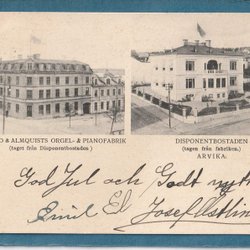 & ALMQUISTS ORGEL- & PIANOFABRIK
(tagen från Disponentbostaden.)
DISPONENTBOSTADEN
(tagen från fabriken.)
ARVIKA.
God Jul och Godt nytt
Emil